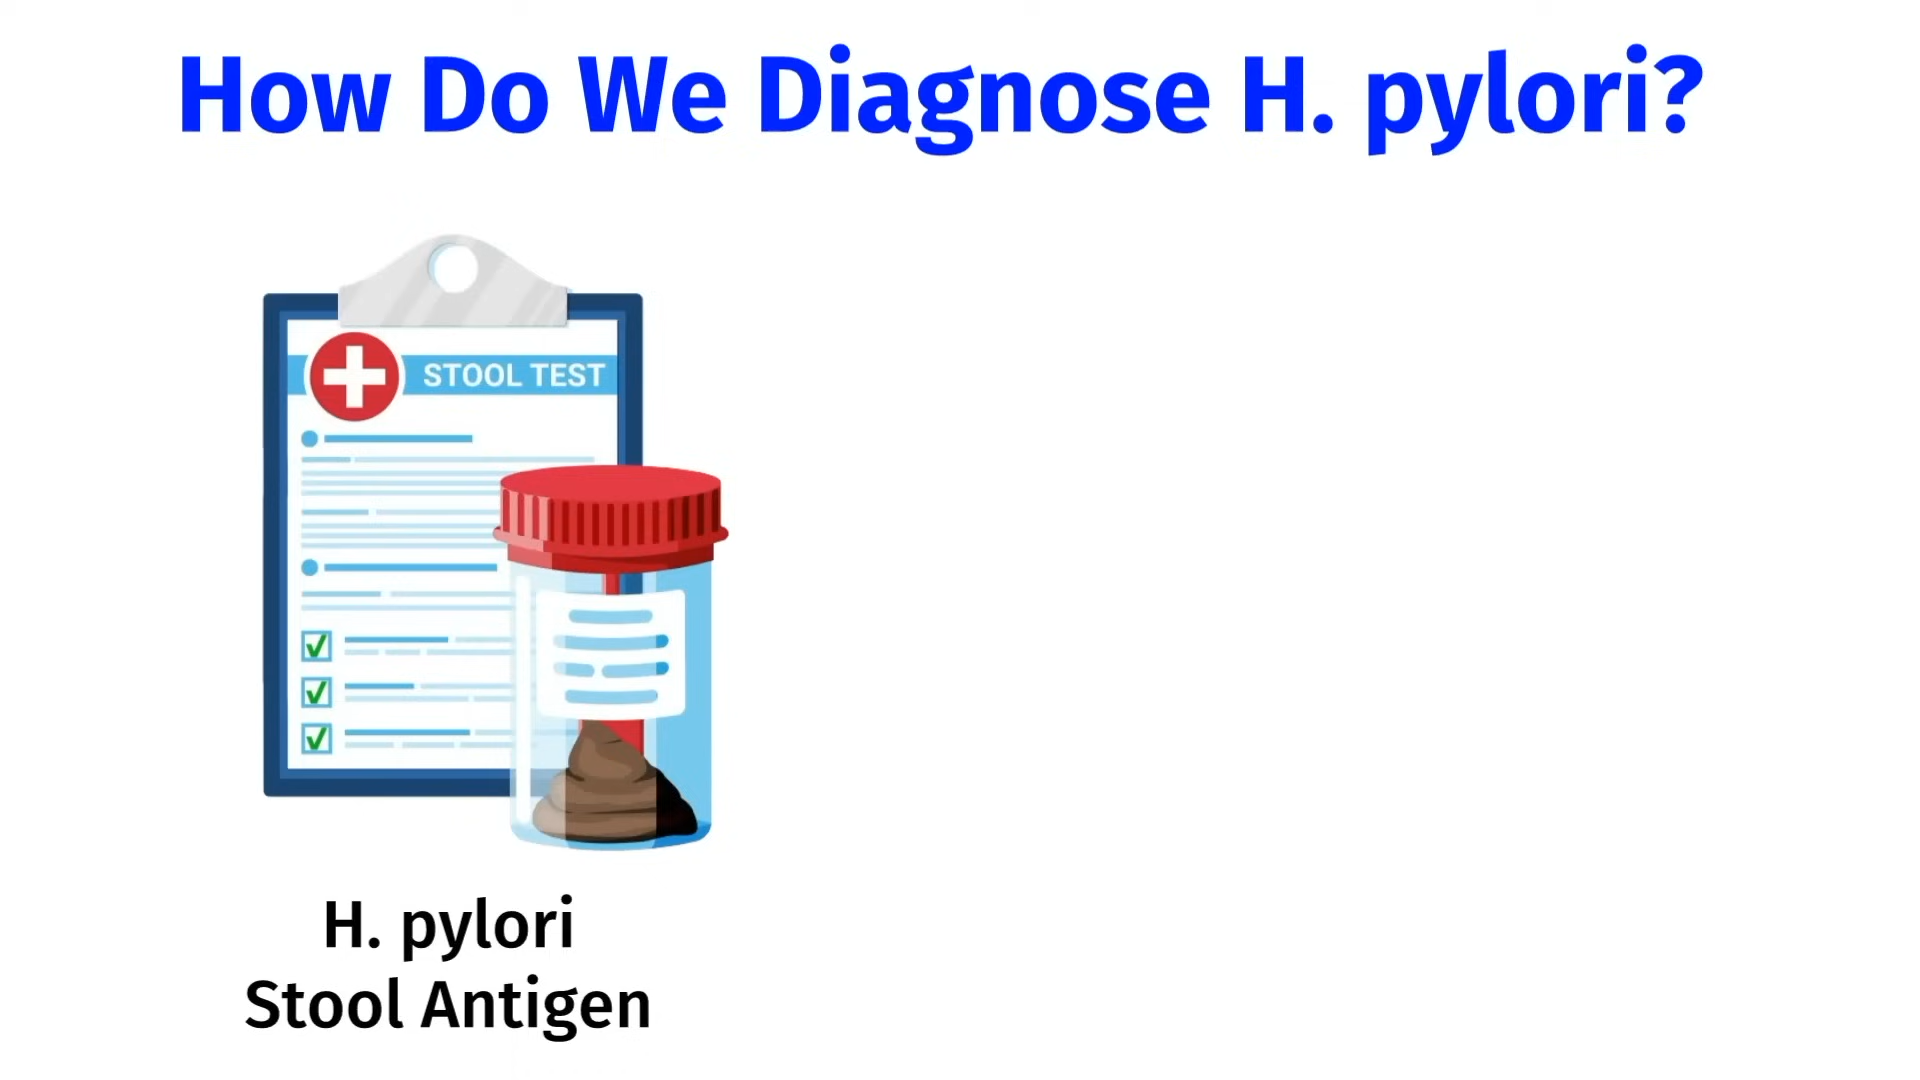 How Do We Diagnose H. pylori?
STOOL TEST
H. pylori
Stool Antigen